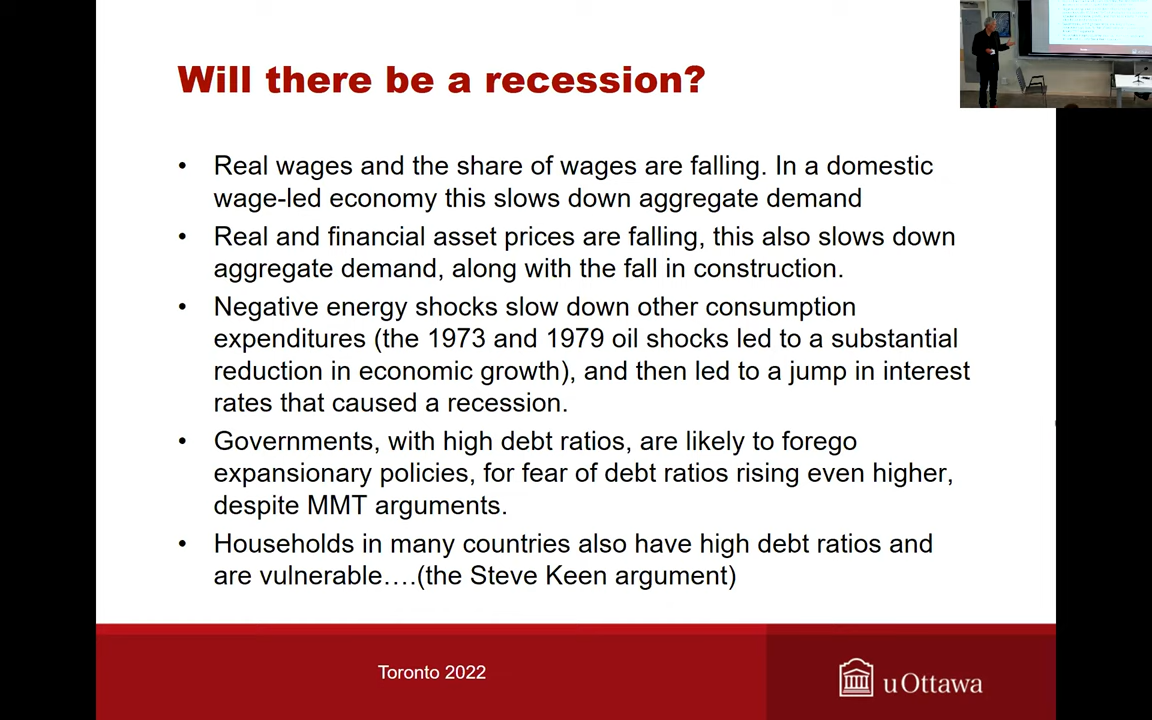 Will there be a recession?
• Real wages and the share of wages are falling. In a domestic
wage-led economy this slows down aggregate demand
• Real and financial asset prices are falling, this also slows down
aggregate demand, along with the fall in construction.
• Negative energy shocks slow down other consumption
expenditures (the 1973 and 1979 oil shocks led to a substantial
reduction in economic growth), and then led to a jump in interest
rates that caused a recession.
• Governments, with high debt ratios, are likely to forego
expansionary policies, for fear of debt ratios rising even higher,
despite MMT arguments.
• Households in many countries also have high debt ratios and
are vulnerable….(the Steve Keen argument)
Toronto 2022
uOttawa